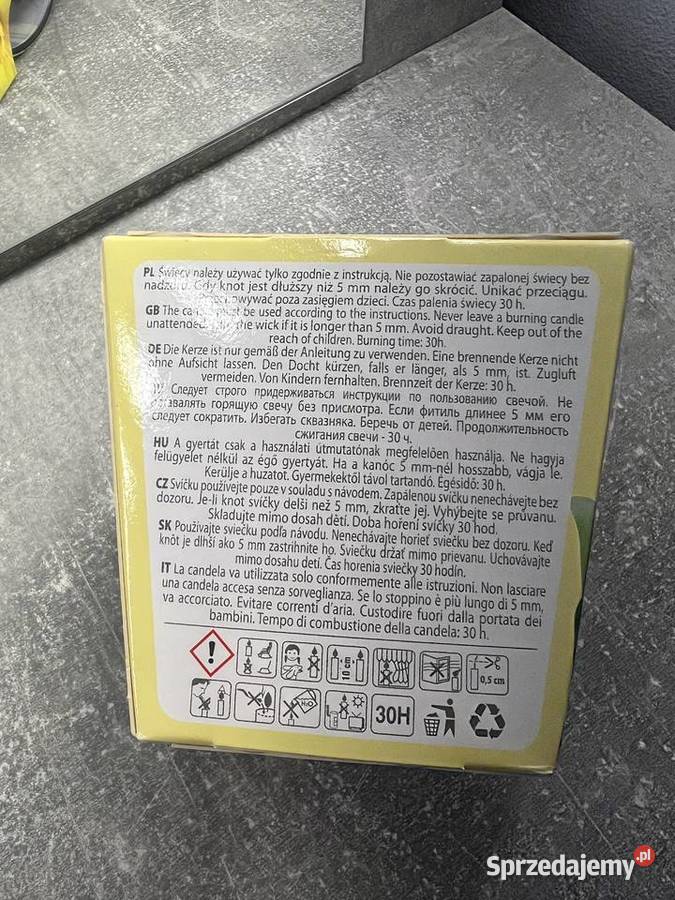 PL Świecy należy używać tylko zgodnie z instrukcją. Nie pozostawiać zapalonej świecy bez
nadzoru. Gdy knot jest dłuższy niż 5 mm należy go skrócić. Unikać przeciągu.
Przechowywać poza zasięgiem dzieci. Czas palenia świecy 30 h.
GB The candle must be used according to the instructions. Never leave a burning candle
unattended. the wick if it is longer than 5 mm. Avoid draught. Keep out of the
reach of children. Burning time: 30h.
DE Die Kerze ist nur gemäß der Anleitung zu verwenden. Eine brennende Kerze nicht
ohne Aufsicht lassen. Den Docht kürzen, falls er länger, als 5 mm, ist. Zugluft
vermeiden. Von Kindern fernhalten. Brennzeit der Kerze: 30 h.
Следует строго придерживаться инструкции по пользованию свечой. Не
оставлять горящую свечу без присмотра. Если фитиль длинее 5 мм его
следует сократить. Избегать сквазняка. Беречь от детей. Продолжительность
сжигания свечи - 30 ч.
HU A gyertát csak a használati útmutatónak megfelelően használja. Ne hagyja
felügyelet nélkül az égő gyertyát. Ha a kanóc 5 mm-nél hosszabb, vágja le.
Kerülje a huzatot. Gyermekektől távol tartandó. Égésidő: 30 h.
CZ Svíčku používejte pouze v souladu s návodem. Zapálenou svíčku nenechávejte bez
dozoru. Je-li knot svíčky delší než 5 mm, zkraťte jej. Vyhýbejte se průvanu.
Skladujte mimo dosah dětí. Doba hoření svíčky 30 hod.
SK Používajte sviečku podľa návodu. Nenechávajte horieť sviečku bez dozoru. Keď
knôt je dlhší ako 5 mm zastrihnite ho. Sviečku držať mimo prievanu. Uchovávajte
mimo dosahu detí. Čas horenia sviečky 30 hodín.
IT La candela va utilizzata solo conformemente alle istruzioni. Non lasciare
una candela accesa senza sorveglianza. Se lo stoppino è più lungo di 5 mm,
va accorciato. Evitare correnti d'aria. Custodire fuori dalla portata dei
bambini. Tempo di combustione della candela: 30 h.
10 cm
0,5 cm
H₂O
30H
Sprzedajemy.pl